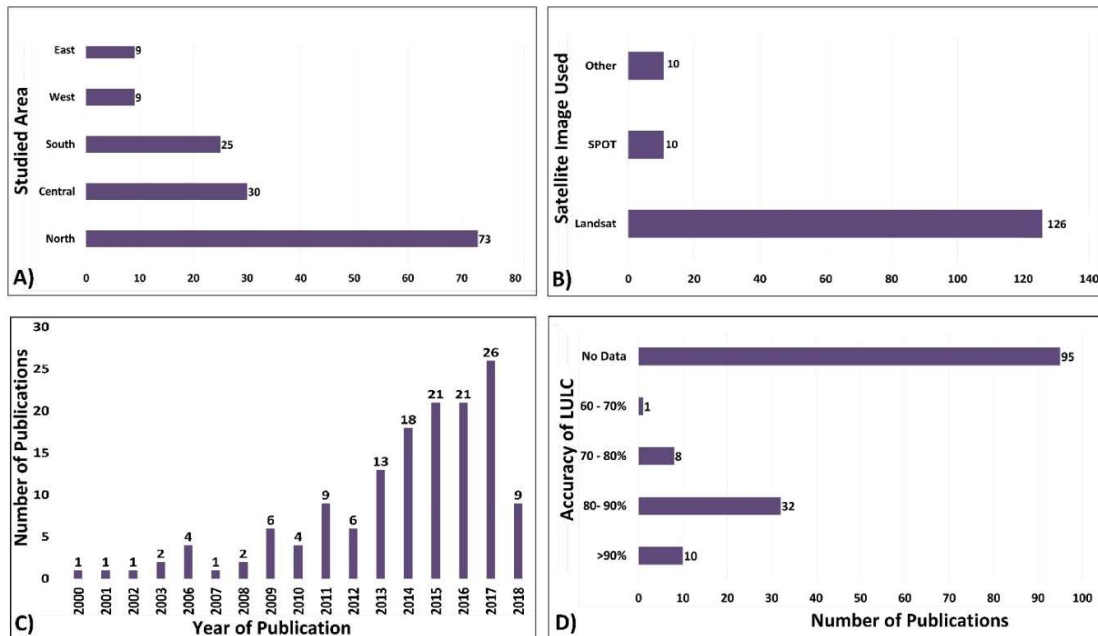 Studied Area
East 9
West 9
South 25
Central 30
North 73
0 10 20 30 40 50 60 70 80
A)
Satellite Image Used
Other 10
SPOT 10
Landsat 126
0 20 40 60 80 100 120 140
B)
Number of Publications
30
25
20
15
10
5
0
1 1 1 2 4 1 2 6 4 9 6 13 18 21 21 26 9
2000 2001 2002 2003 2006 2007 2008 2009 2010 2011 2012 2013 2014 2015 2016 2017 2018
C)
Year of Publication
Accuracy of LULC
No Data 95
60 - 70% 1
70 - 80% 8
80- 90% 32
>90% 10
0 10 20 30 40 50 60 70 80 90 100
D)
Number of Publications